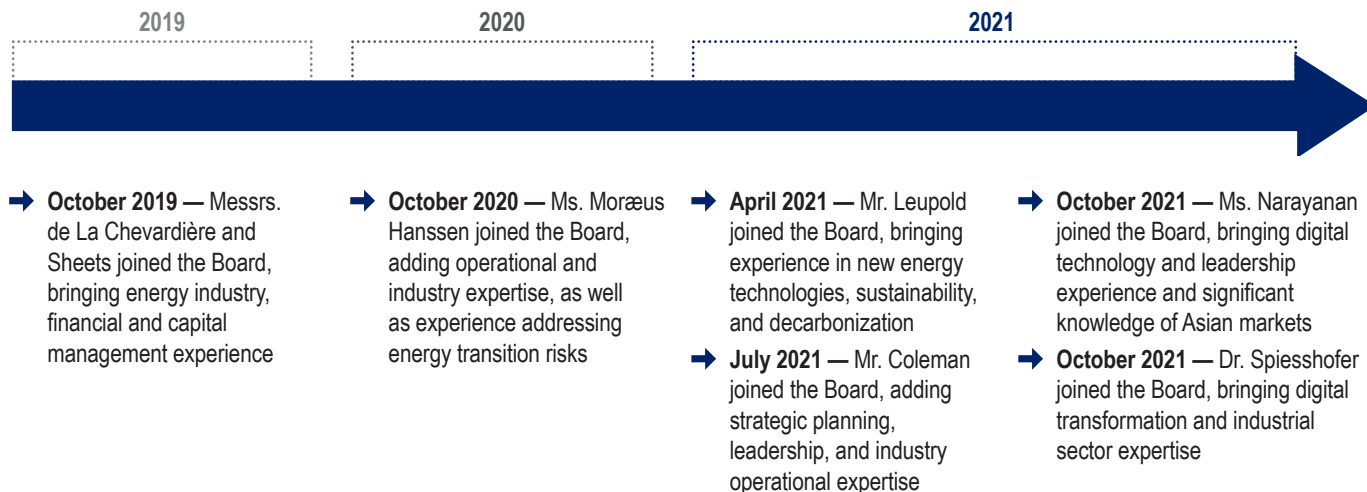 2019
2020
2021
October 2019 — Messrs.
de La Chevardière and
Sheets joined the Board,
bringing energy industry,
financial and capital
management experience
October 2020 — Ms. Moræus
Hanssen joined the Board,
adding operational and
industry expertise, as well
as experience addressing
energy transition risks
April 2021 — Mr. Leupold
joined the Board, bringing
experience in new energy
technologies, sustainability,
and decarbonization
July 2021 — Mr. Coleman
joined the Board, adding
strategic planning,
leadership, and industry
operational expertise
October 2021 — Ms. Narayanan
joined the Board, bringing digital
technology and leadership
experience and significant
knowledge of Asian markets
October 2021 — Dr. Spiesshofer
joined the Board, bringing digital
transformation and industrial
sector expertise